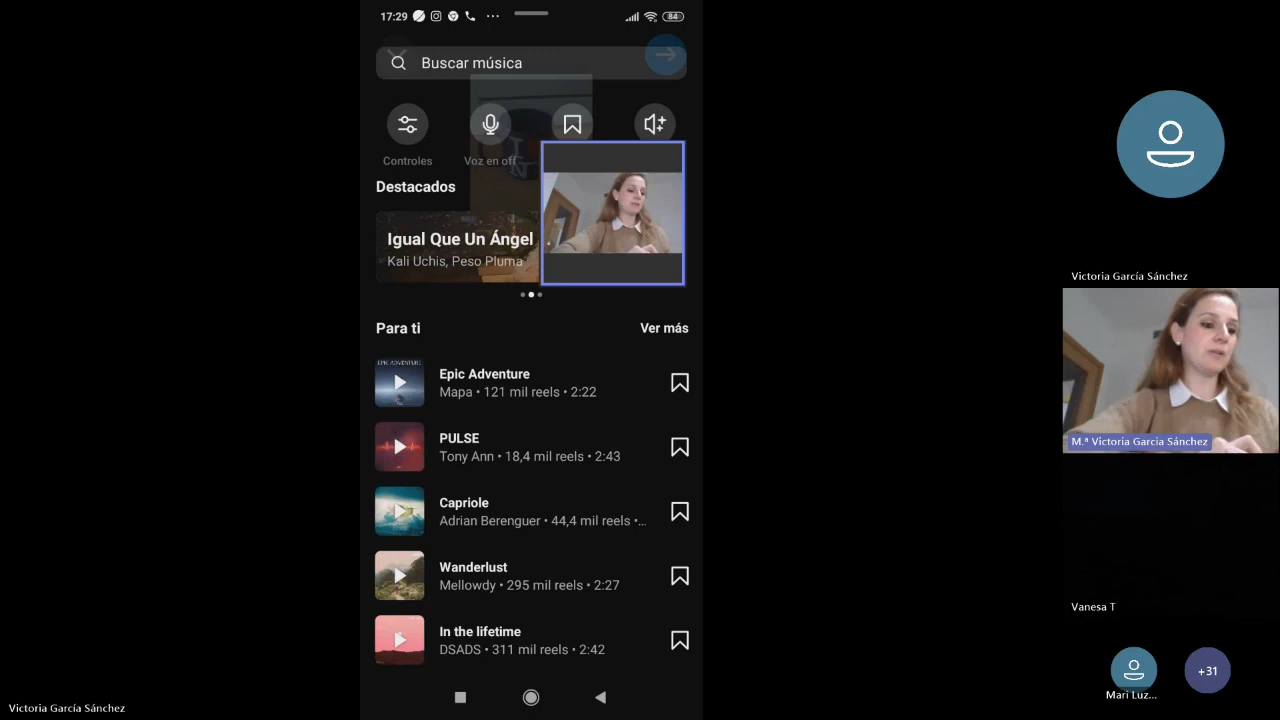 17:29
84
Buscar música
Controles
Voz en off
Destacados
Igual Que Un Ángel
Kali Uchis, Peso Pluma
Para ti
Ver más
Epic Adventure
Mapa • 121 mil reels • 2:22
PULSE
Tony Ann • 18,4 mil reels • 2:43
Capriole
Adrian Berenguer • 44,4 mil reels •...
Wanderlust
Mellowdy • 295 mil reels • 2:27
In the lifetime
DSADS • 311 mil reels • 2:42
Victoria García Sánchez
M.ª Victoria Garcia Sánchez
Vanesa T
Mari Luz...
+31
Victoria García Sánchez